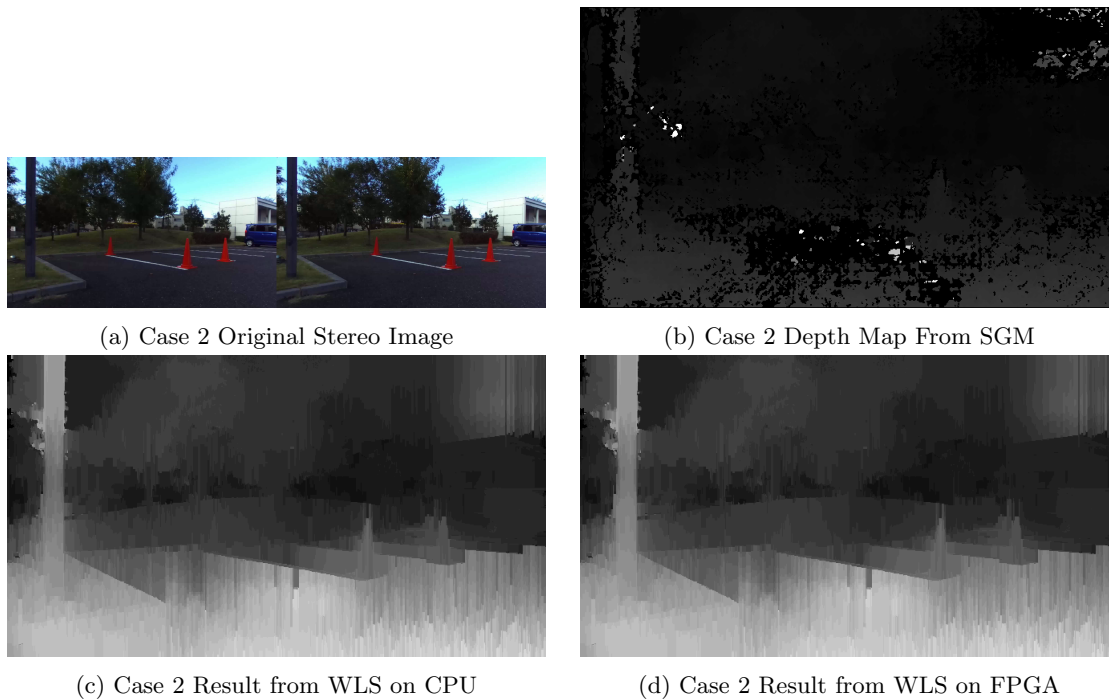 (a) Case 2 Original Stereo Image
(b) Case 2 Depth Map From SGM
(c) Case 2 Result from WLS on CPU
(d) Case 2 Result from WLS on FPGA